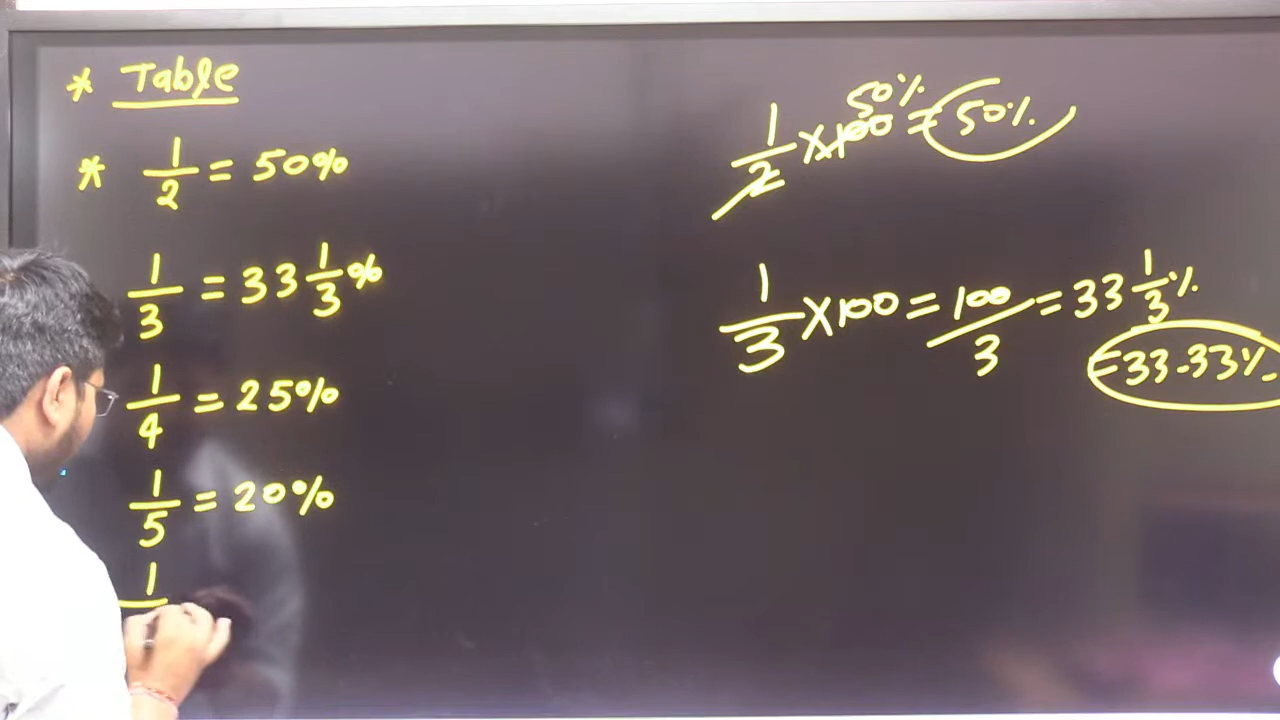 * Table
* 1/2 = 50%
1/3 = 33 1/3%
1/4 = 25%
1/5 = 20%
1
50%
1/2 × 100 = 50%
1/3 × 100 = 100/3 = 33 1/3%
= 33.33%